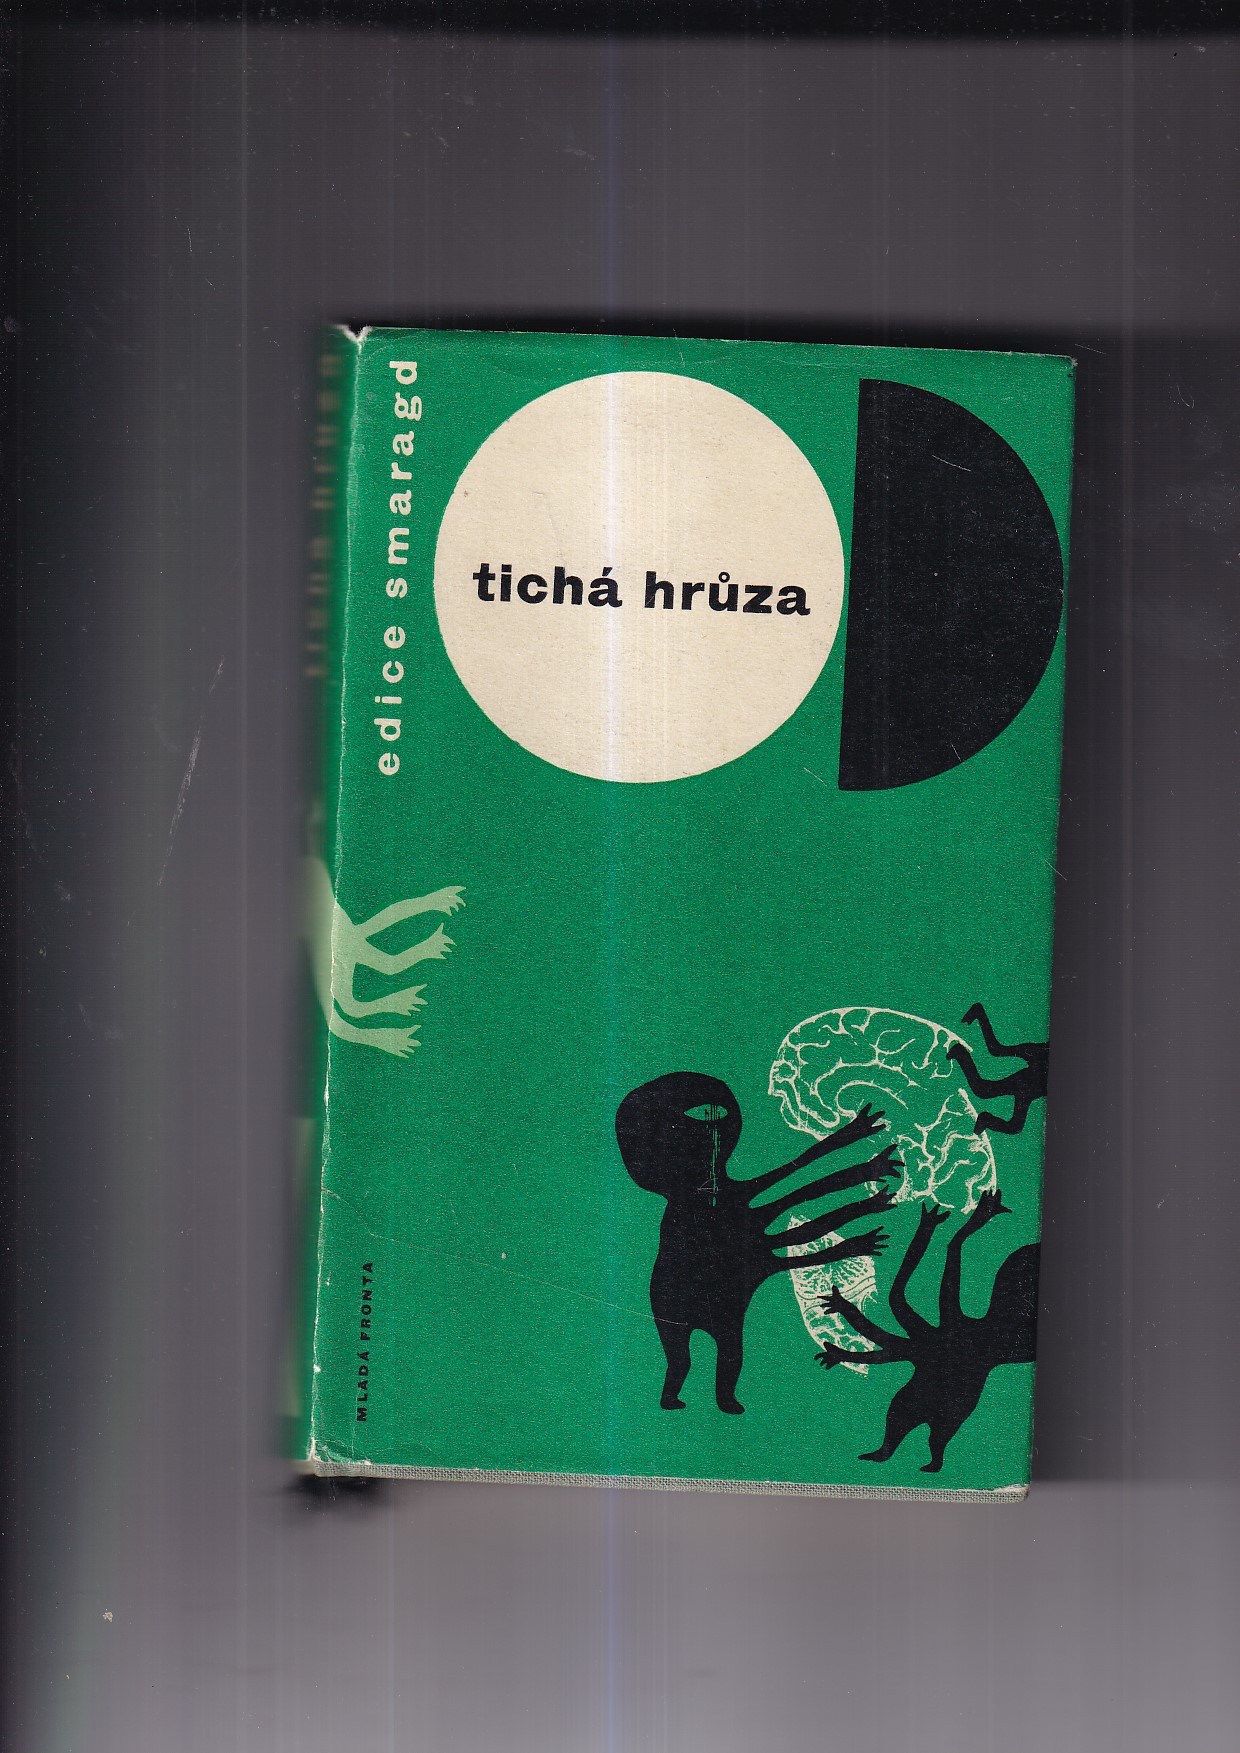 edice smaragd
tichá hrůza
MLADÁ FRONTA